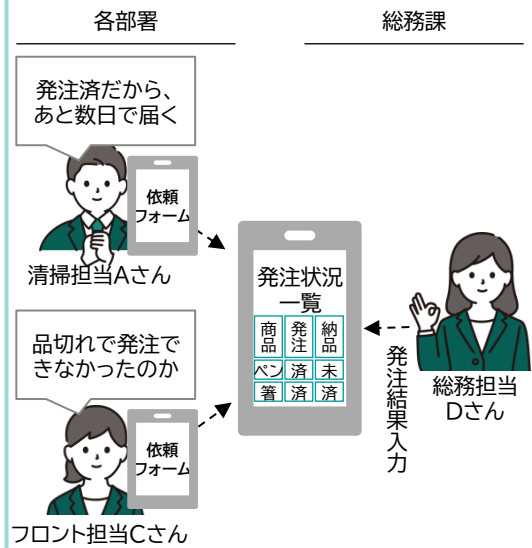 各部署
総務課
発注済だから、
あと数日で届く
依頼
フォーム
清掃担当Aさん
品切れで発注で
きなかったのか
依頼
フォーム
フロント担当Cさん
発注状況
一覧
商品 発注 納品
ペン 済 未
箸 済 済
発注結果入力
総務担当
Dさん